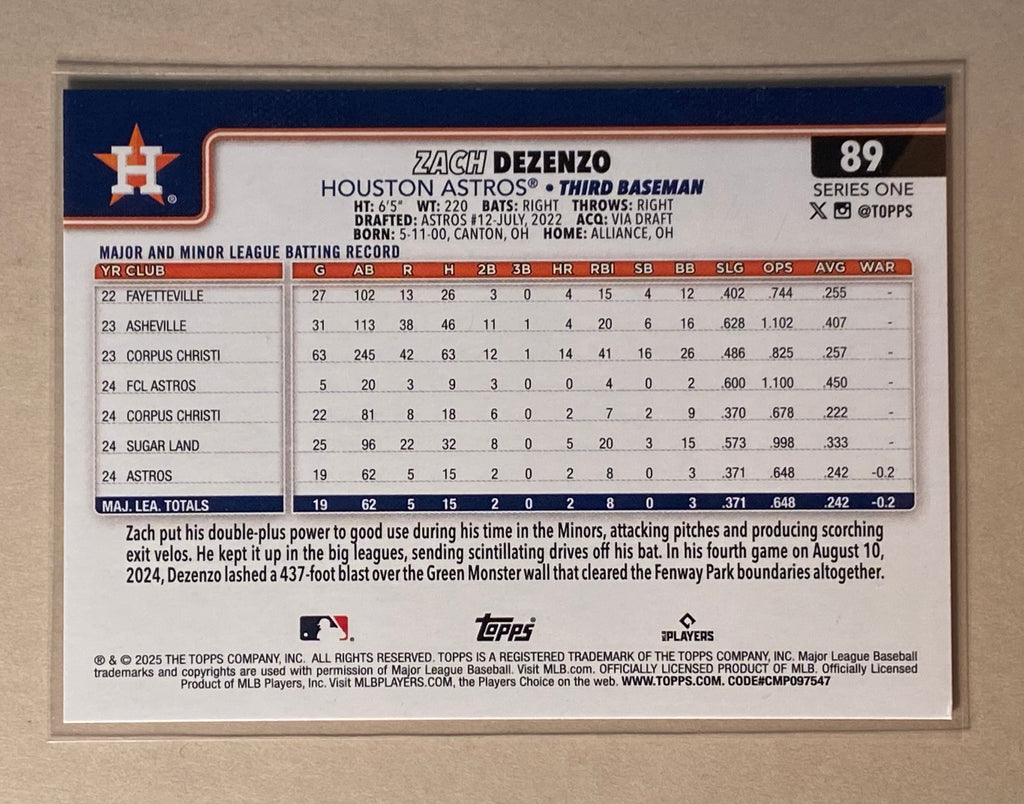 H
®
89
ZACH DEZENZO
HOUSTON ASTROS® • THIRD BASEMAN
SERIES ONE
HT: 6'5" WT: 220 BATS: RIGHT THROWS: RIGHT
@TOPPS
DRAFTED: ASTROS #12-JULY, 2022 ACQ: VIA DRAFT
BORN: 5-11-00, CANTON, OH HOME: ALLIANCE, OH
MAJOR AND MINOR LEAGUE BATTING RECORD
YR CLUB G AB R H 2B 3B HR RBI SB BB SLG OPS AVG WAR
22 FAYETTEVILLE 27 102 13 26 3 0 4 15 4 12 .402 .744 .255 -
23 ASHEVILLE 31 113 38 46 11 1 4 20 6 16 .628 1.102 .407 -
23 CORPUS CHRISTI 63 245 42 63 12 1 14 41 16 26 .486 .825 .257 -
24 FCL ASTROS 5 20 3 9 3 0 0 4 0 2 .600 1.100 .450 -
24 CORPUS CHRISTI 22 81 8 18 6 0 2 7 2 9 .370 .678 .222 -
24 SUGAR LAND 25 96 22 32 8 0 5 20 3 15 .573 .998 .333 -
24 ASTROS 19 62 5 15 2 0 2 8 0 3 .371 .648 .242 -0.2
MAJ. LEA. TOTALS 19 62 5 15 2 0 2 8 0 3 .371 .648 .242 -0.2
Zach put his double-plus power to good use during his time in the Minors, attacking pitches and producing scorching
exit velos. He kept it up in the big leagues, sending scintillating drives off his bat. In his fourth game on August 10,
2024, Dezenzo lashed a 437-foot blast over the Green Monster wall that cleared the Fenway Park boundaries altogether.
Topps® MLB PLAYERS
® & © 2025 THE TOPPS COMPANY, INC. ALL RIGHTS RESERVED. TOPPS IS A REGISTERED TRADEMARK OF THE TOPPS COMPANY, INC. Major League Baseball
trademarks and copyrights are used with permission of Major League Baseball. Visit MLB.com. OFFICIALLY LICENSED PRODUCT OF MLB. Officially Licensed
Product of MLB Players, Inc. Visit MLBPLAYERS.COM, the Players Choice on the web. WWW.TOPPS.COM. CODE#CMP097547